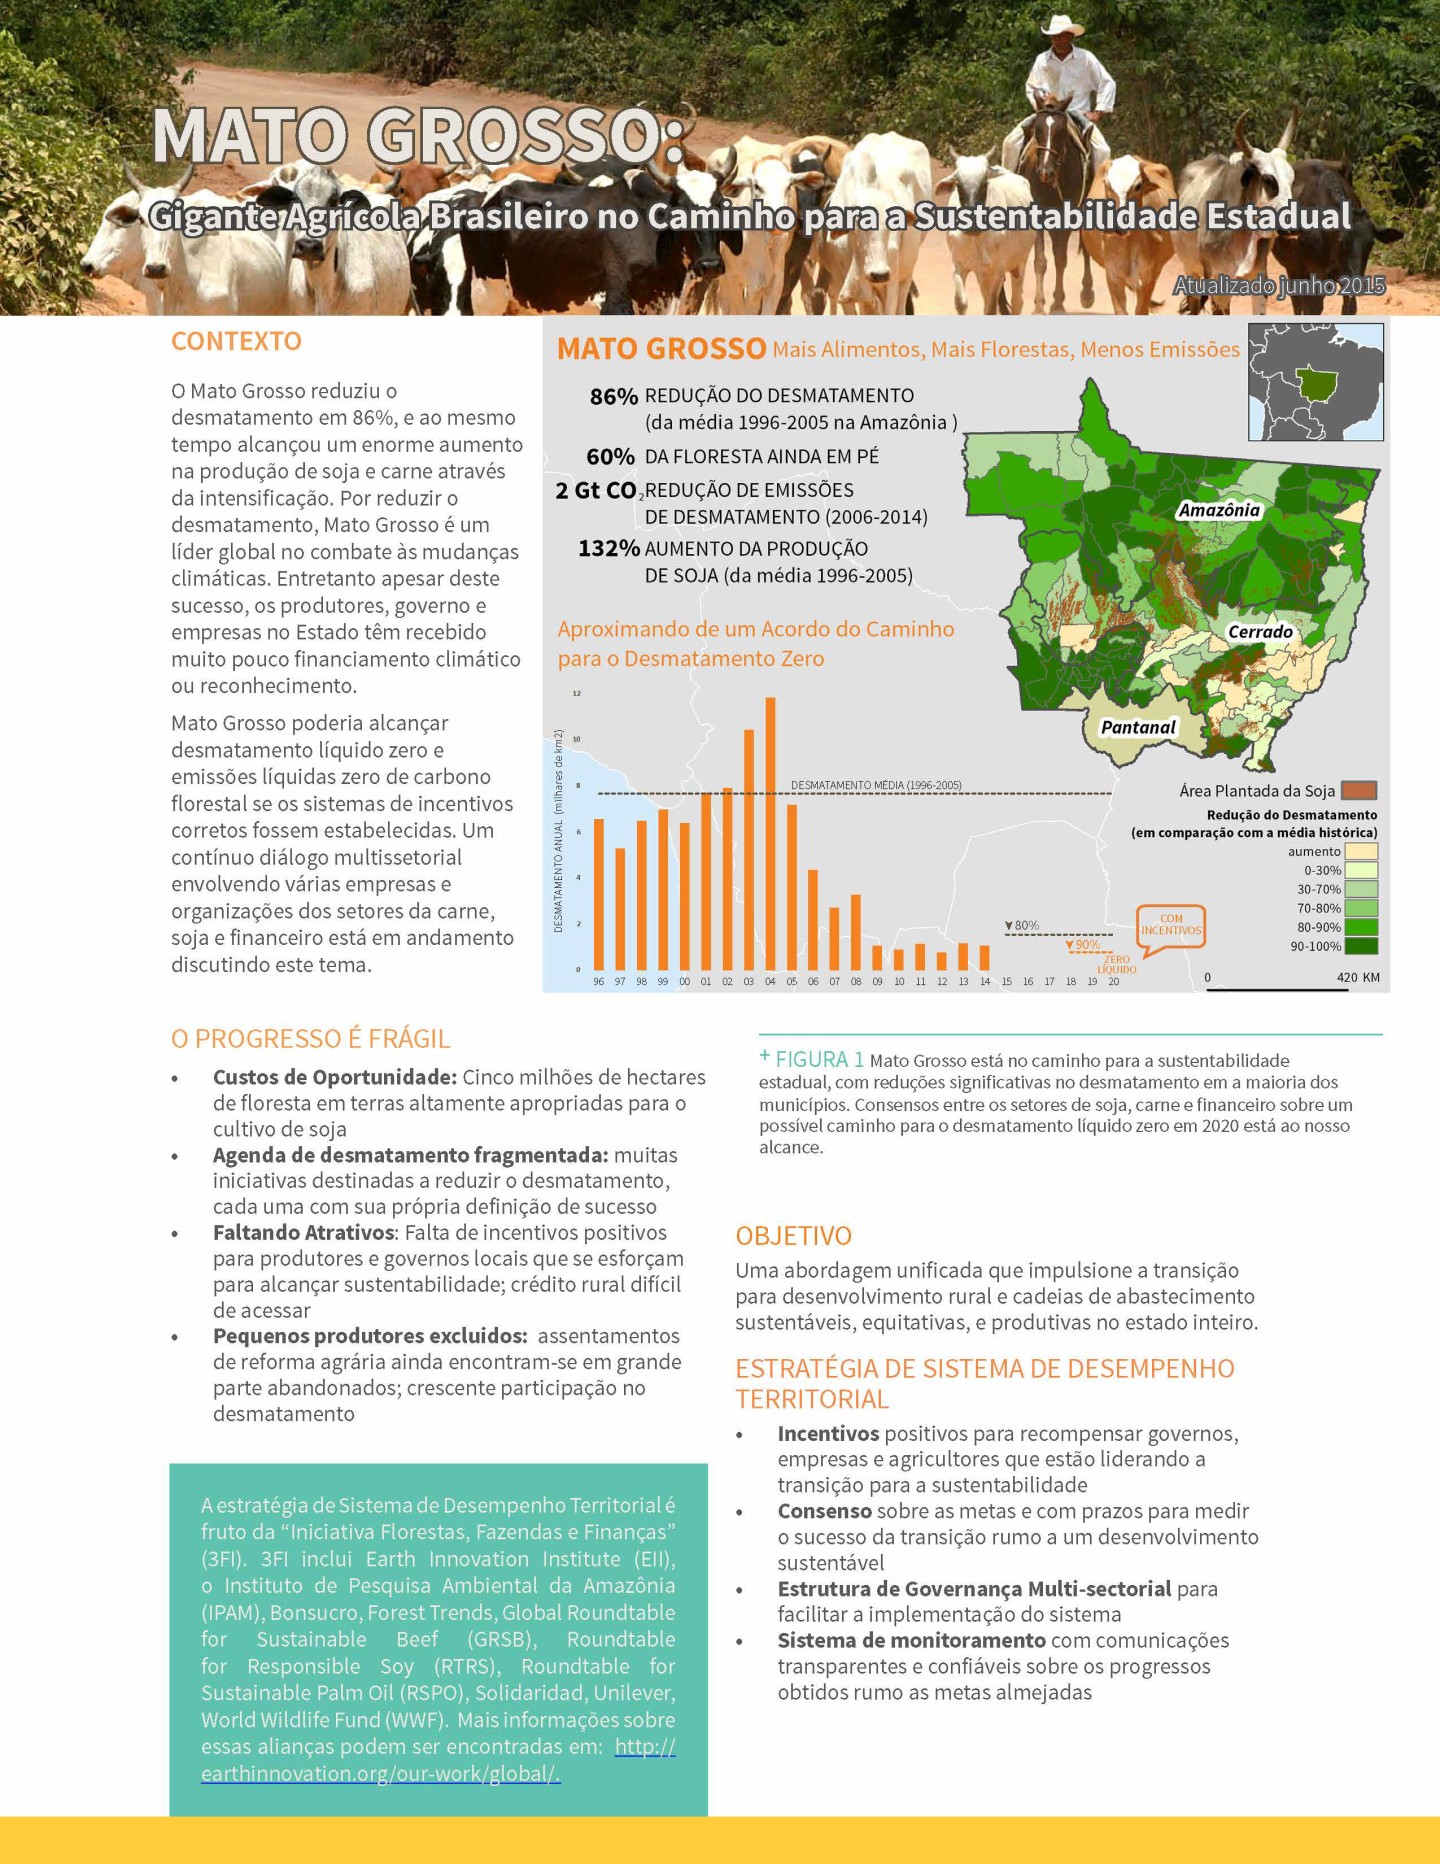 MATO GROSSO:
Gigante Agrícola Brasileiro no Caminho para a Sustentabilidade Estadual
Atualizado junho 2015
CONTEXTO
O Mato Grosso reduziu o
desmatamento em 86%, e ao mesmo
tempo alcançou um enorme aumento
na produção de soja e carne através
da intensificação. Por reduzir o
desmatamento, Mato Grosso é um
líder global no combate às mudanças
climáticas. Entretanto apesar deste
sucesso, os produtores, governo e
empresas no Estado têm recebido
muito pouco financiamento climático
ou reconhecimento.
Mato Grosso poderia alcançar
desmatamento líquido zero e
emissões líquidas zero de carbono
florestal se os sistemas de incentivos
corretos fossem estabelecidas. Um
contínuo diálogo multissetorial
envolvendo várias empresas e
organizações dos setores da carne,
soja e financeiro está em andamento
discutindo este tema.
MATO GROSSO Mais Alimentos, Mais Florestas, Menos Emissões
86% REDUÇÃO DO DESMATAMENTO
(da média 1996-2005 na Amazônia )
60% DA FLORESTA AINDA EM PÉ
2 Gt CO2 REDUÇÃO DE EMISSÕES
DE DESMATAMENTO (2006-2014)
132% AUMENTO DA PRODUÇÃO
DE SOJA (da média 1996-2005)
Amazônia
Cerrado
Pantanal
Aproximando de um Acordo do Caminho
para o Desmatamento Zero
DESMATAMENTO ANUAL (milhares de km2)
12
10
8
6
4
2
0
DESMATAMENTO MÉDIA (1996-2005)
80%
90%
ZERO
LÍQUIDO
COM
INCENTIVOS
96 97 98 99 00 01 02 03 04 05 06 07 08 09 10 11 12 13 14 15 16 17 18 19 20
Área Plantada da Soja
Redução do Desmatamento
(em comparação com a média histórica)
aumento
0-30%
30-70%
70-80%
80-90%
90-100%
0 420 KM
O PROGRESSO É FRÁGIL
• Custos de Oportunidade: Cinco milhões de hectares
de floresta em terras altamente apropriadas para o
cultivo de soja
• Agenda de desmatamento fragmentada: muitas
iniciativas destinadas a reduzir o desmatamento,
cada uma com sua própria definição de sucesso
• Faltando Atrativos: Falta de incentivos positivos
para produtores e governos locais que se esforçam
para alcançar sustentabilidade; crédito rural difícil
de acessar
• Pequenos produtores excluidos: assentamentos
de reforma agrária ainda encontram-se em grande
parte abandonados; crescente participação no
desmatamento
A estratégia de Sistema de Desempenho Territorial é
fruto da “Iniciativa Florestas, Fazendas e Finanças”
(3FI). 3FI inclui Earth Innovation Institute (EII),
o Instituto de Pesquisa Ambiental da Amazônia
(IPAM), Bonsucro, Forest Trends, Global Roundtable
for Sustainable Beef (GRSB), Roundtable
for Responsible Soy (RTRS), Roundtable for
Sustainable Palm Oil (RSPO), Solidaridad, Unilever,
World Wildlife Fund (WWF). Mais informações sobre
essas alianças podem ser encontradas em: http://
earthinnovation.org/our-work/global/.
+ FIGURA 1 Mato Grosso está no caminho para a sustentabilidade
estadual, com reduções significativas no desmatamento em a maioria dos
municípios. Consensos entre os setores de soja, carne e financeiro sobre um
possível caminho para o desmatamento líquido zero em 2020 está ao nosso
alcance.
OBJETIVO
Uma abordagem unificada que impulsione a transição
para desenvolvimento rural e cadeias de abastecimento
sustentáveis, equitativas, e produtivas no estado inteiro.
ESTRATÉGIA DE SISTEMA DE DESEMPENHO
TERRITORIAL
• Incentivos positivos para recompensar governos,
empresas e agricultores que estão liderando a
transição para a sustentabilidade
• Consenso sobre as metas e com prazos para medir
o sucesso da transição rumo a um desenvolvimento
sustentável
• Estrutura de Governança Multi-sectorial para
facilitar a implementação do sistema
• Sistema de monitoramento com comunicações
transparentes e confiáveis sobre os progressos
obtidos rumo as metas almejadas